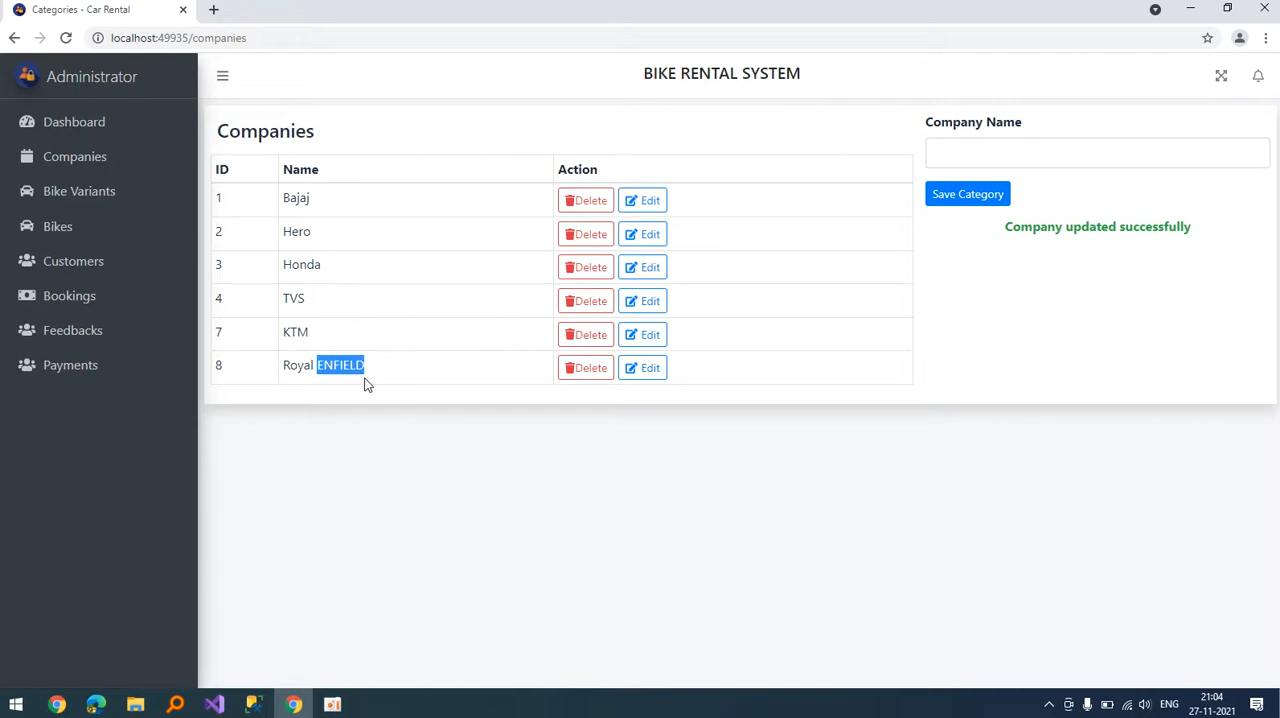 Categories - Car Rental
localhost:49935/companies
Administrator
BIKE RENTAL SYSTEM
Dashboard
Companies
Bike Variants
Bikes
Customers
Bookings
Feedbacks
Payments
Companies
ID Name Action
1 Bajaj Delete Edit
2 Hero Delete Edit
3 Honda Delete Edit
4 TVS Delete Edit
7 KTM Delete Edit
8 Royal ENFIELD Delete Edit
Company Name
Save Category
Company updated successfully
ENG
21:04
27-11-2021